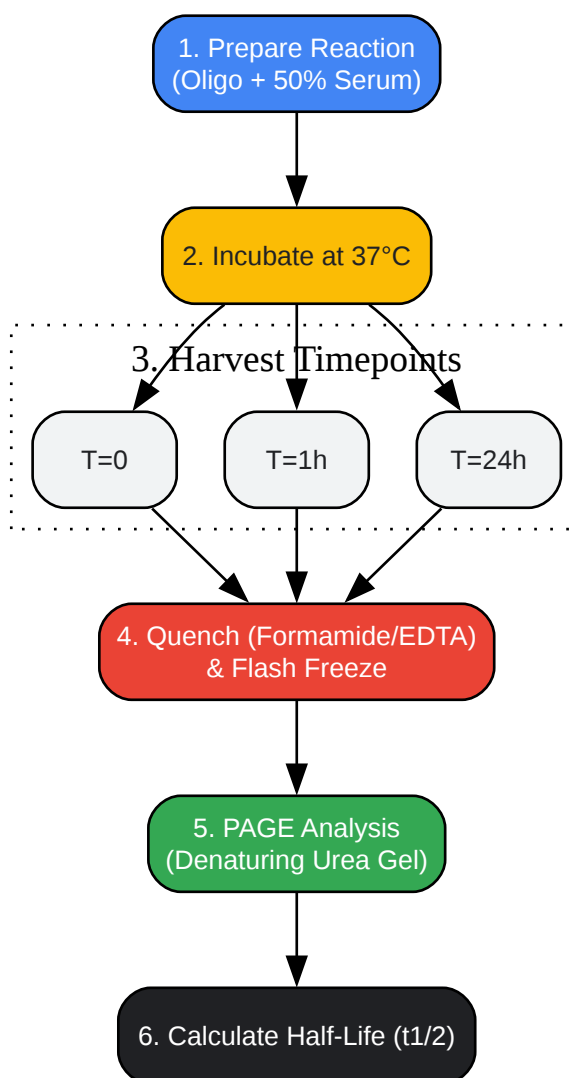 1. Prepare Reaction
(Oligo + 50% Serum)
2. Incubate at 37°C
3. Harvest Timepoints
T=0
T=1h
T=24h
4. Quench (Formamide/EDTA)
& Flash Freeze
5. PAGE Analysis
(Denaturing Urea Gel)
6. Calculate Half-Life (t1/2)